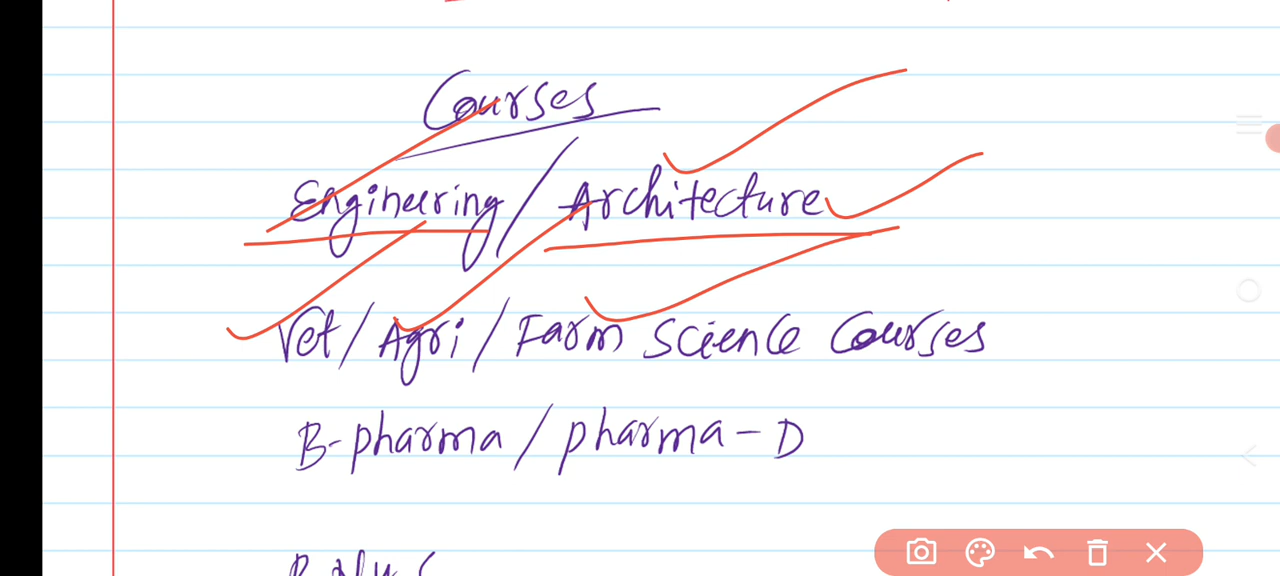 Courses
Engineering / Architecture
Vet / Agri / Farm Science Courses
B-pharma / pharma-D